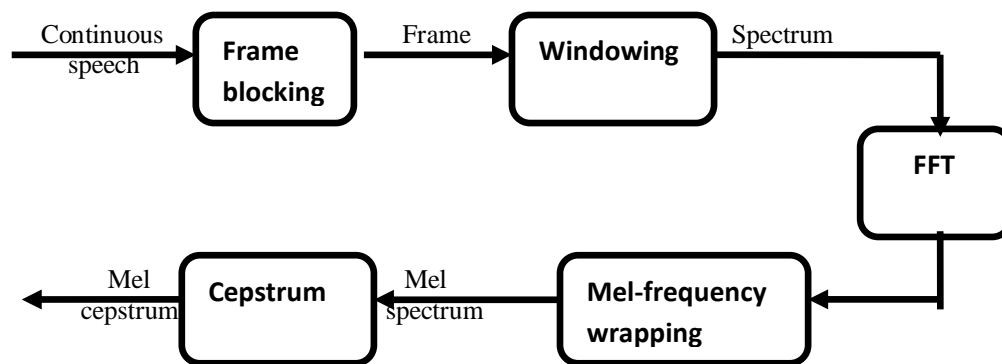 Continuous
speech
Frame
blocking
Frame
Windowing
Spectrum
FFT
Mel-frequency
wrapping
Mel
spectrum
Cepstrum
Mel
cepstrum